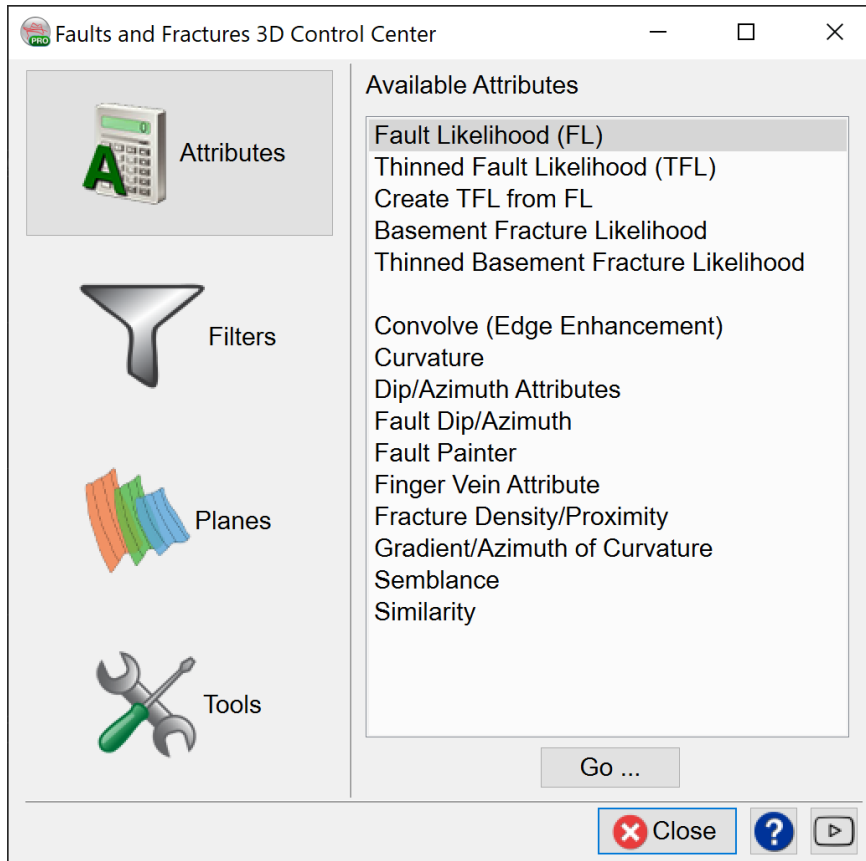 Faults and Fractures 3D Control Center
PRO
Attributes
A
0
Filters
Planes
Tools
Available Attributes
Fault Likelihood (FL)
Thinned Fault Likelihood (TFL)
Create TFL from FL
Basement Fracture Likelihood
Thinned Basement Fracture Likelihood
Convolve (Edge Enhancement)
Curvature
Dip/Azimuth Attributes
Fault Dip/Azimuth
Fault Painter
Finger Vein Attribute
Fracture Density/Proximity
Gradient/Azimuth of Curvature
Semblance
Similarity
Go ...
Close
?